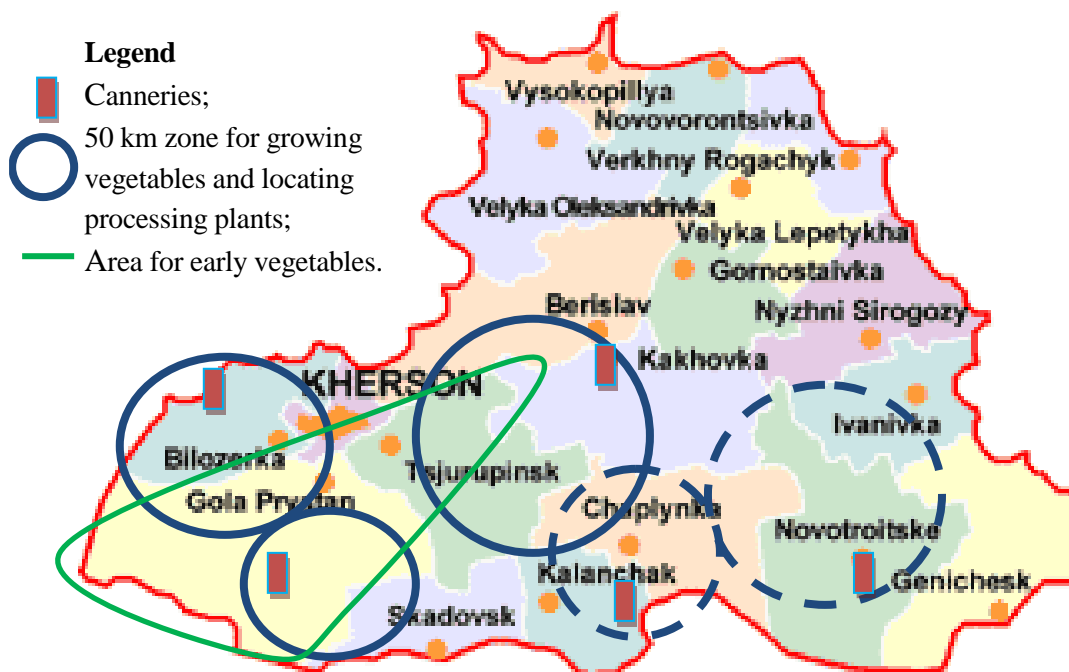 Legend
Canneries;
50 km zone for growing
vegetables and locating
processing plants;
Area for early vegetables.
Vysokopillya
Novovorontsivka
Verkhny Rogachyk
Velyka Oleksandrivka
Velyka Lepetykha
Gornostaivka
Berislav
Nyzhni Sirogozy
Kakhovka
KHERSON
Ivanivka
Bilozerka
Tsjurupinsk
Gola Prystan
Chaplynka
Novotroitske
Kalanchak
Genichesk
Skadovsk